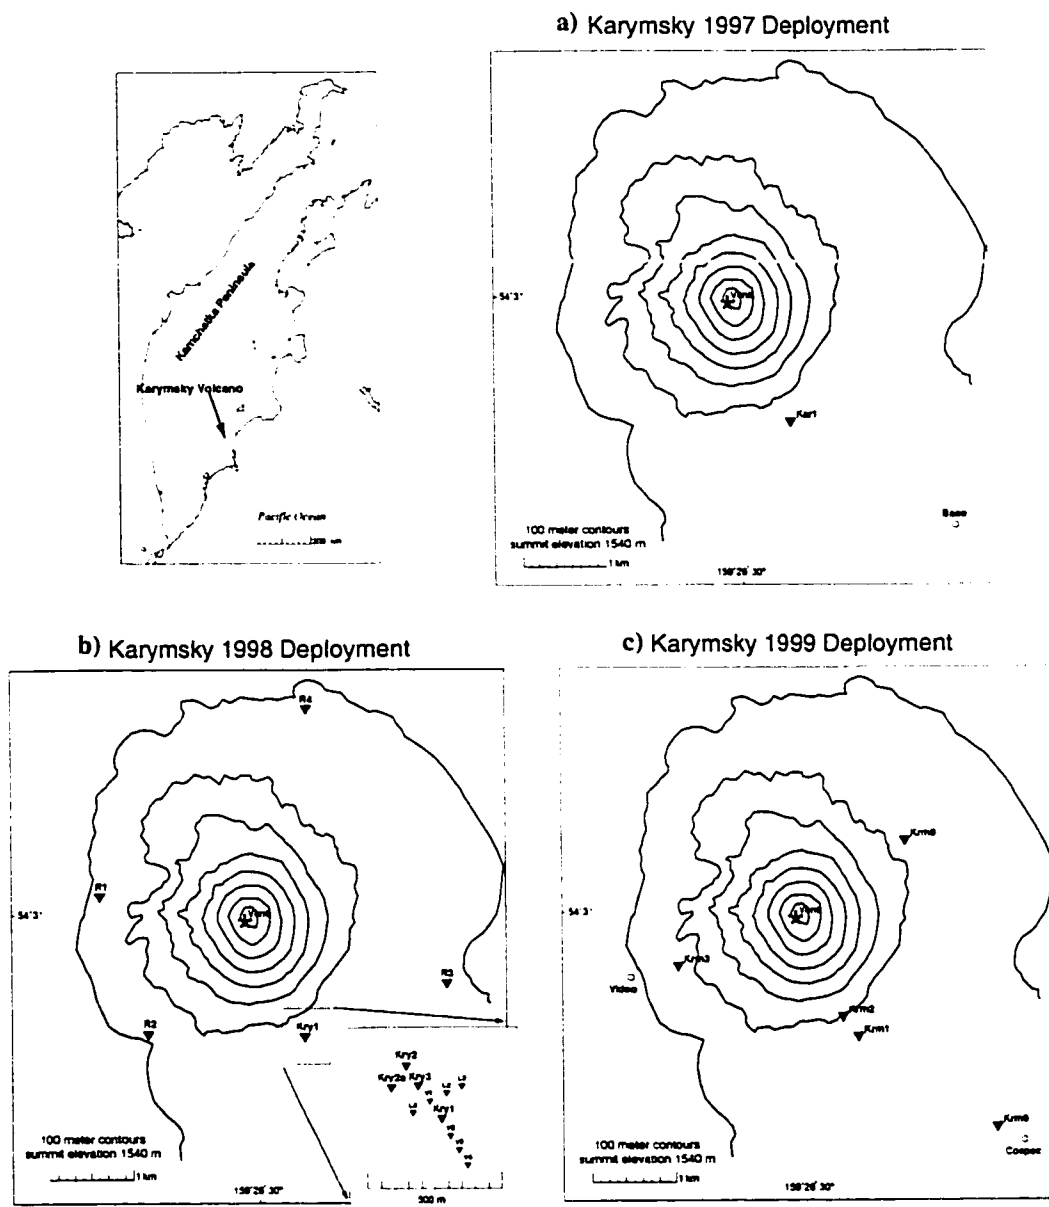 a) Karymsky 1997 Deployment
Kamchatka Peninsula
Karymsky Volcano
Pacific Ocean
54°3'
Vent
Kar1
Base
100 meter contours
summit elevation 1540 m
1 km
159°26' 30"
b) Karymsky 1998 Deployment
R4
R1
54°3'
Vent
R3
R2
Kry1
Kry2
Kry2a
Kry3
Kry1
100 meter contours
summit elevation 1540 m
1 km
159°26' 30"
500 m
c) Karymsky 1999 Deployment
54°3'
Vent
Krm3
Video
Krm2
Krm1
Cospec
100 meter contours
summit elevation 1540 m
1 km
159°26' 30"